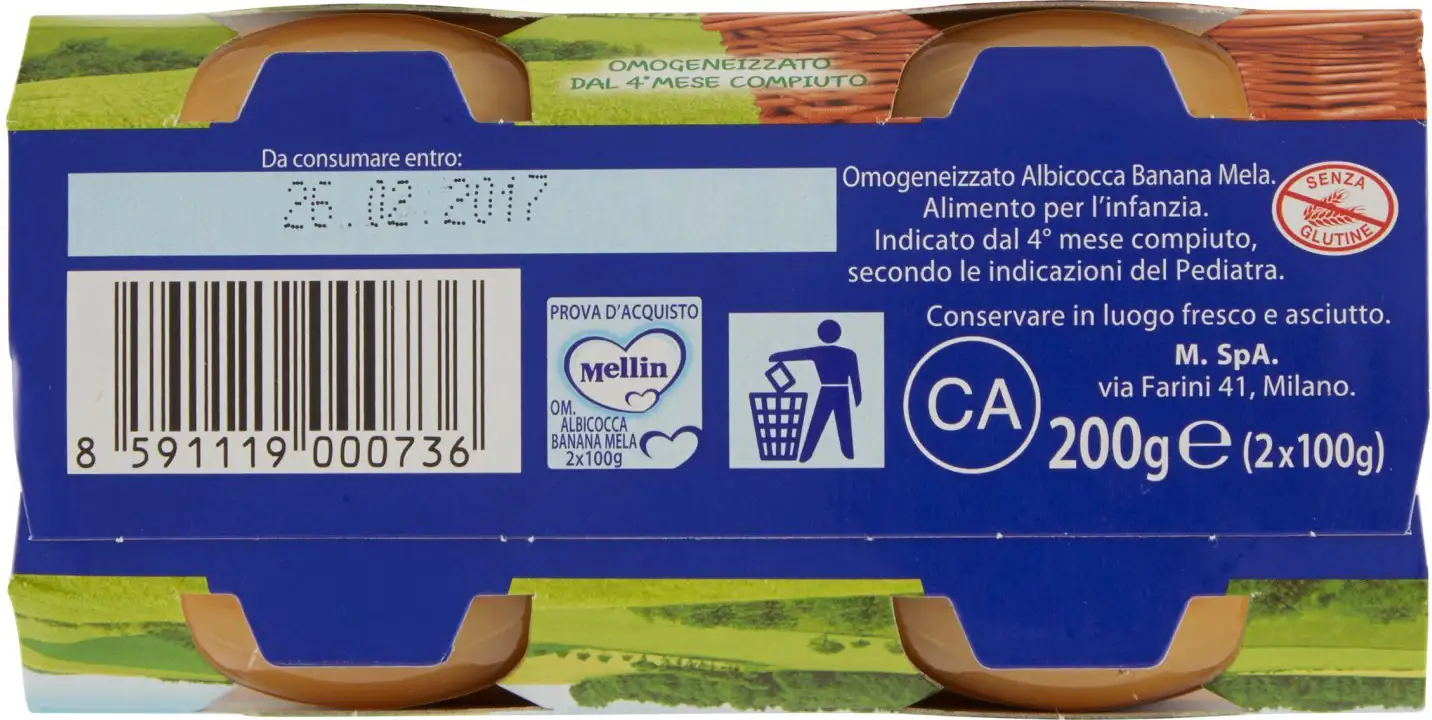 OMOGENEIZZATO
DAL 4° MESE COMPIUTO
Da consumare entro:
26.02.2017
Omogeneizzato Albicocca Banana Mela.
Alimento per l'infanzia.
Indicato dal 4° mese compiuto,
secondo le indicazioni del Pediatra.
SENZA
GLUTINE
Conservare in luogo fresco e asciutto.
M. SpA.
via Farini 41, Milano.
CA
200g e (2x100g)
PROVA D'ACQUISTO
Mellin
OM.
ALBICOCCA
BANANA MELA
2x100g
8 591119 000736